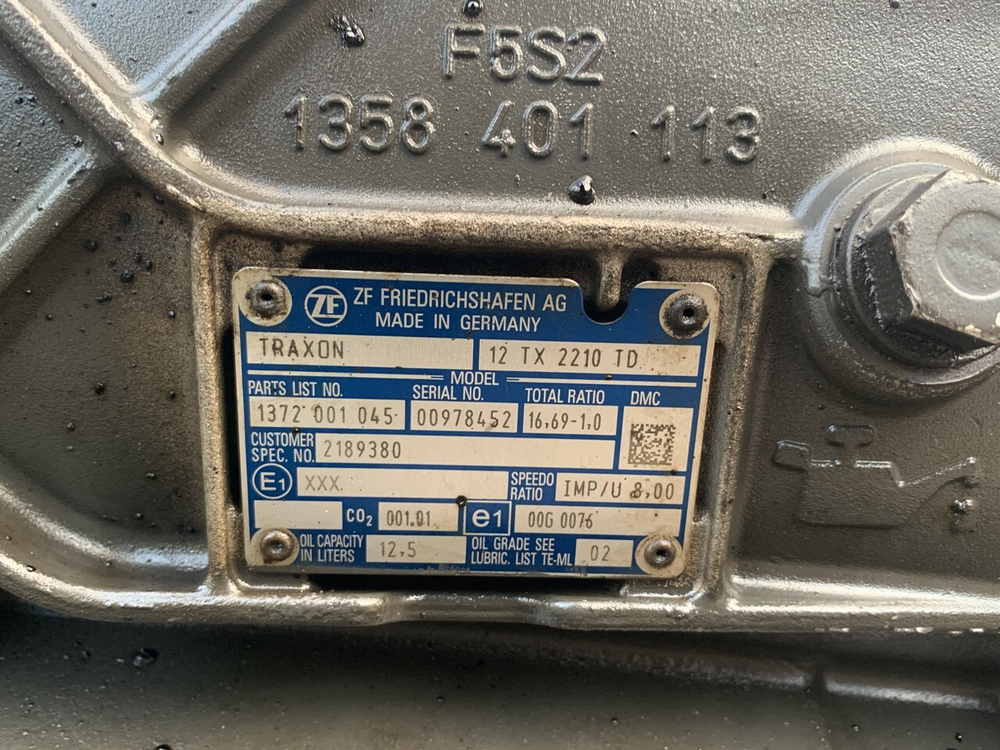 F5S2
1358 401 113
ZF ZF FRIEDRICHSHAFEN AG
MADE IN GERMANY
TRAXON 12 TX 2210 TD
MODEL
PARTS LIST NO. SERIAL NO. TOTAL RATIO DMC
1372 001 045 00978452 16,69-1,0
CUSTOMER
SPEC. NO. 2189380
E1 XXX SPEEDO
RATIO IMP/U 8,00
CO2 001.01 e1 00G 0076
OIL CAPACITY
IN LITERS 12,5 OIL GRADE SEE
LUBRIC. LIST TE-ML 02